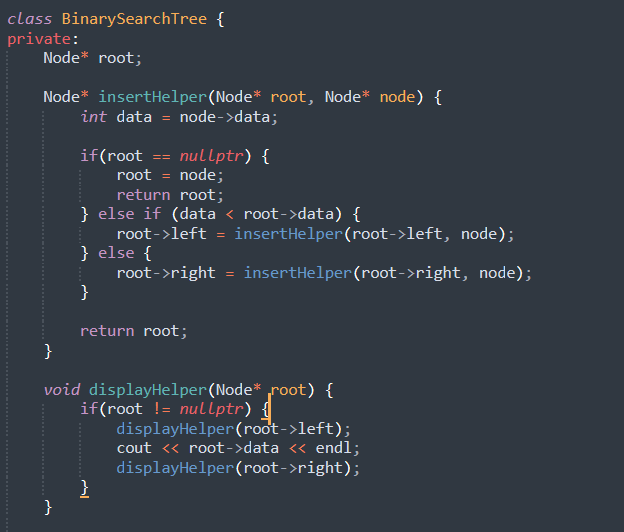 class BinarySearchTree {
private:
    Node* root;

    Node* insertHelper(Node* root, Node* node) {
        int data = node->data;

        if(root == nullptr) {
            root = node;
            return root;
        } else if (data < root->data) {
            root->left = insertHelper(root->left, node);
        } else {
            root->right = insertHelper(root->right, node);
        }

        return root;
    }

    void displayHelper(Node* root) {
        if(root != nullptr) {
            displayHelper(root->left);
            cout << root->data << endl;
            displayHelper(root->right);
        }
    }